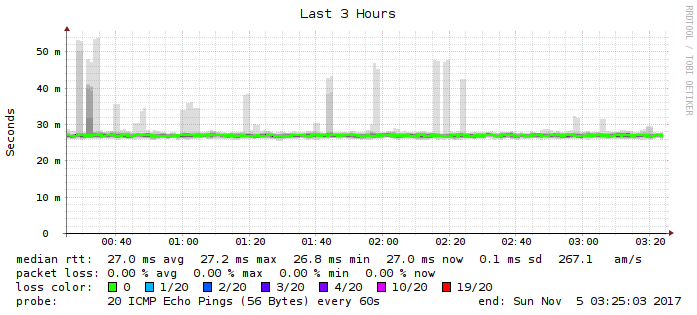 Last 3 Hours
RRDTOOL / TOBI OETIKER
Seconds
50 m
40 m
30 m
20 m
10 m
0
00:40 01:00 01:20 01:40 02:00 02:20 02:40 03:00 03:20
median rtt: 27.0 ms avg 27.2 ms max 26.8 ms min 27.0 ms now 0.1 ms sd 267.1 am/s
packet loss: 0.00 % avg 0.00 % max 0.00 % min 0.00 % now
loss color: 0 1/20 2/20 3/20 4/20 10/20 19/20
probe: 20 ICMP Echo Pings (56 Bytes) every 60s end: Sun Nov 5 03:25:03 2017